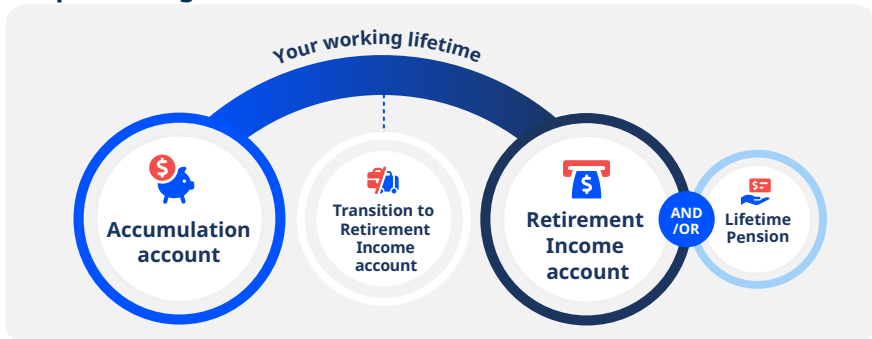 Your working lifetime
$
Accumulation
account
Transition to
Retirement
Income
account
$
Retirement
Income
account
AND
/OR
$
Lifetime
Pension